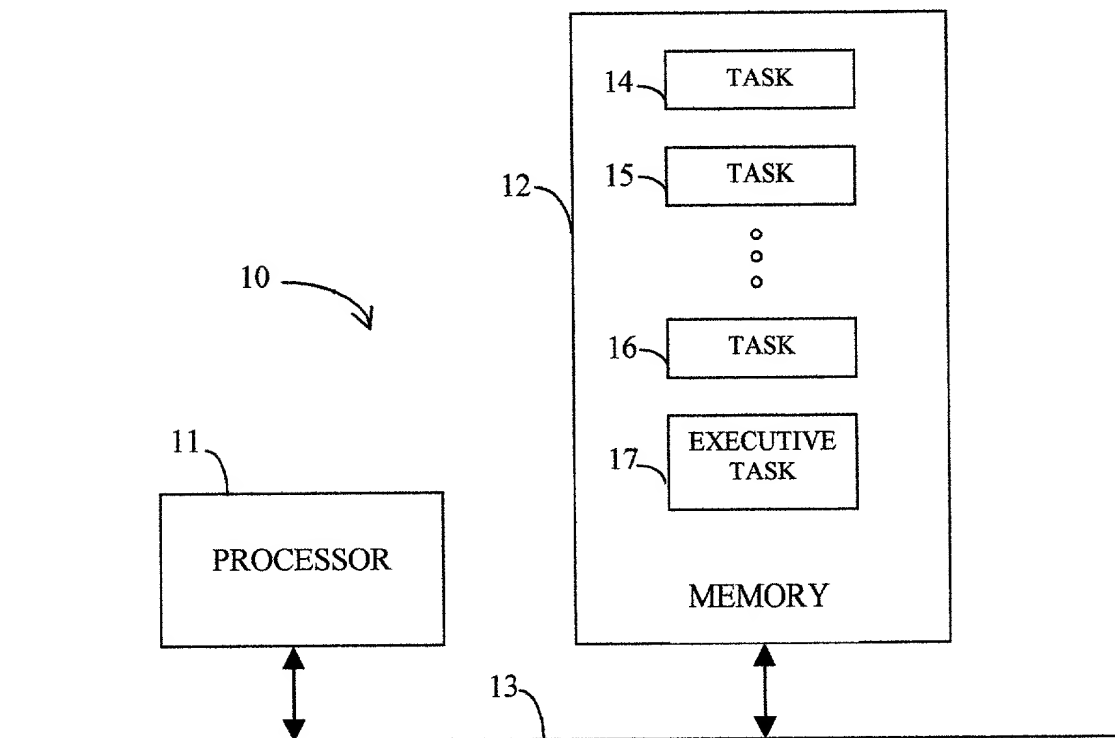 14
TASK
15
TASK
12
10
16
TASK
11
17
EXECUTIVE
TASK
PROCESSOR
MEMORY
13